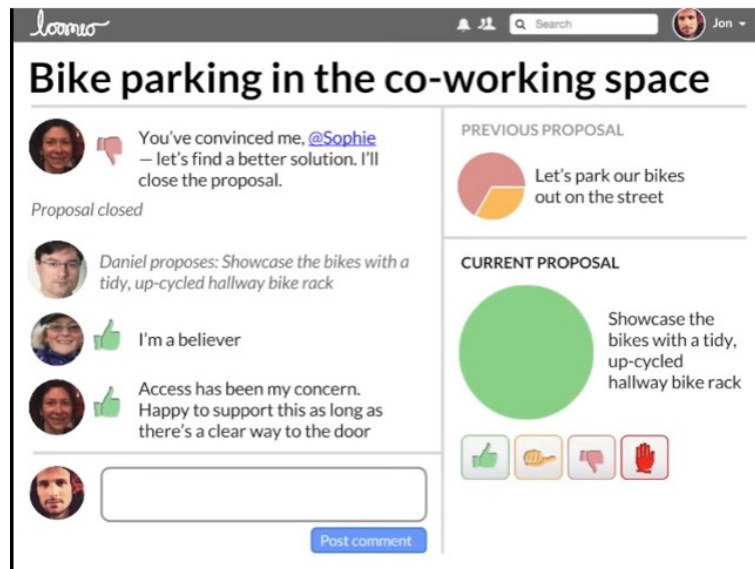 loomio
Search
Jon
Bike parking in the co-working space
You've convinced me, @Sophie
— let's find a better solution. I'll
close the proposal.
Proposal closed
Daniel proposes: Showcase the bikes with a
tidy, up-cycled hallway bike rack
I'm a believer
Access has been my concern.
Happy to support this as long as
there's a clear way to the door
Post comment
PREVIOUS PROPOSAL
Let's park our bikes
out on the street
CURRENT PROPOSAL
Showcase the
bikes with a tidy,
up-cycled
hallway bike rack